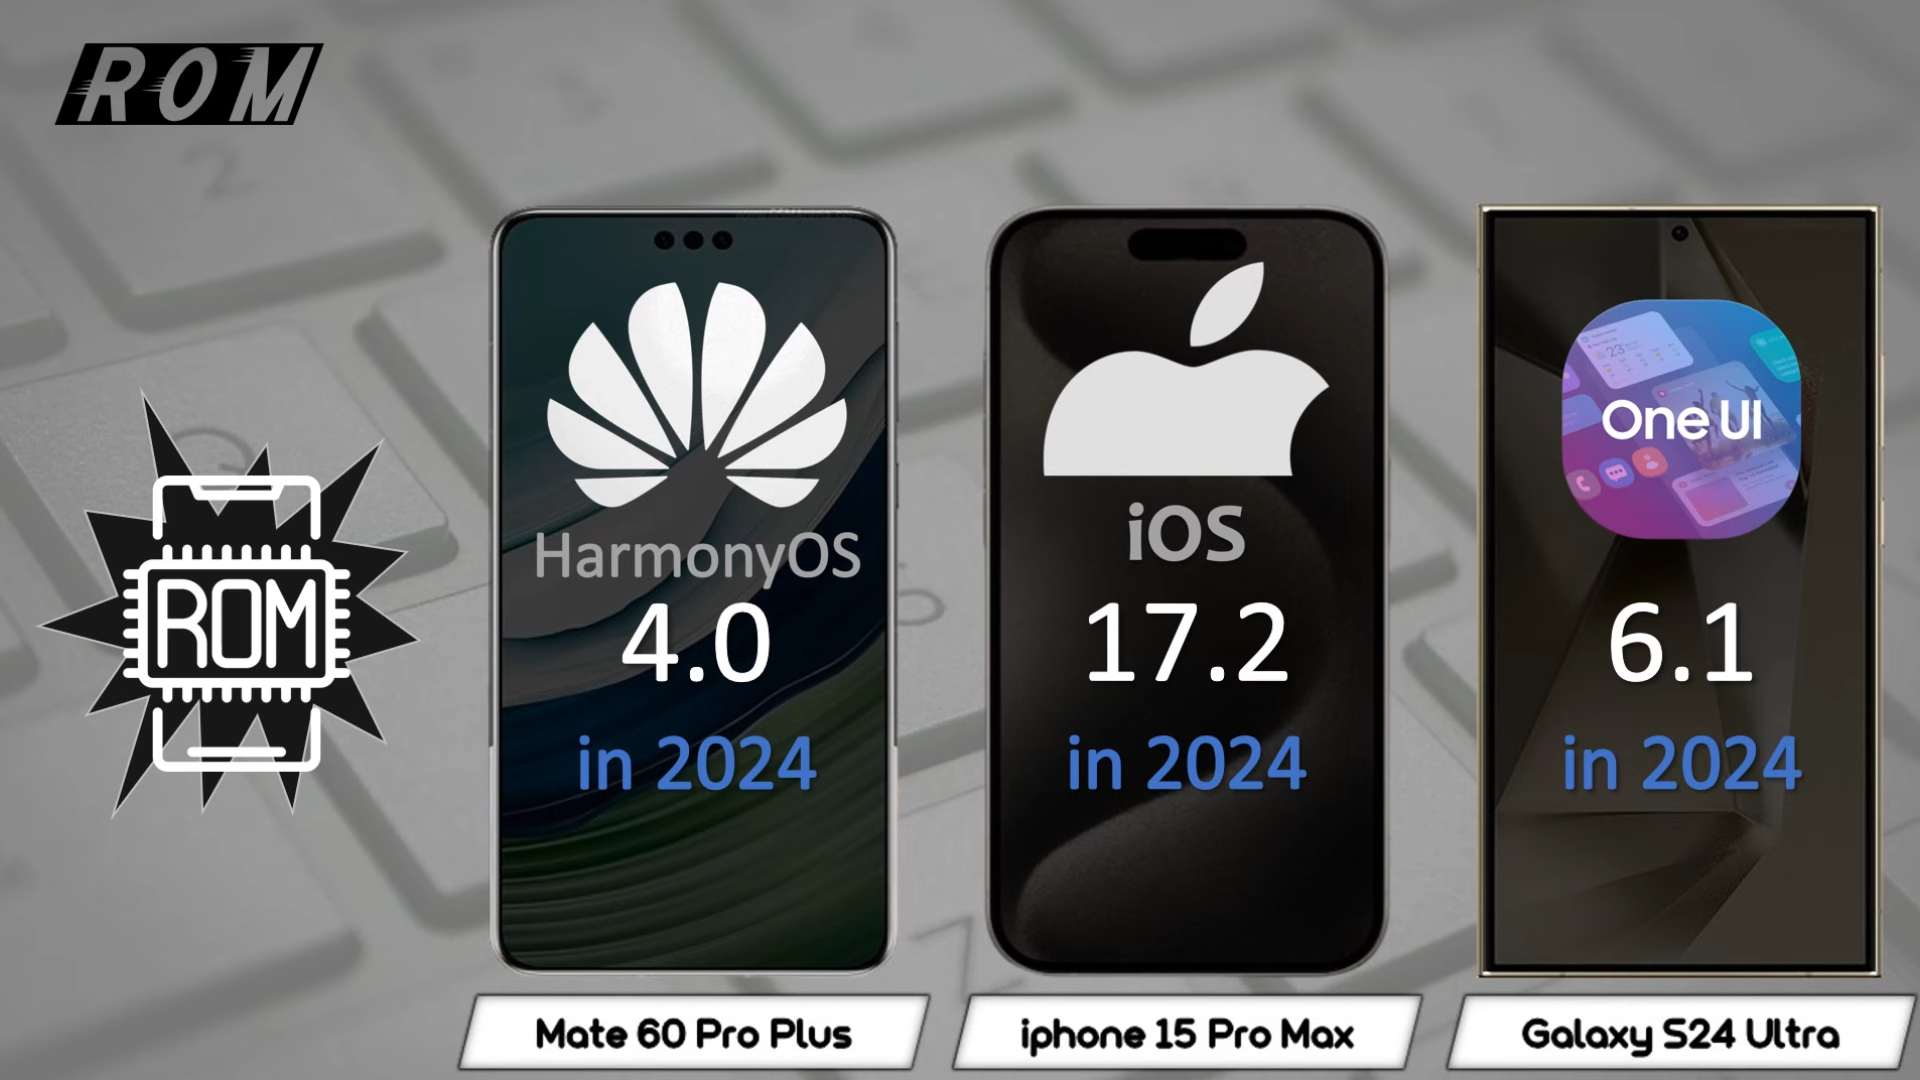 ROM
ROM
HarmonyOS
4.0
in 2024
Mate 60 Pro Plus
iOS
17.2
in 2024
iphone 15 Pro Max
One UI
6.1
in 2024
Galaxy S24 Ultra